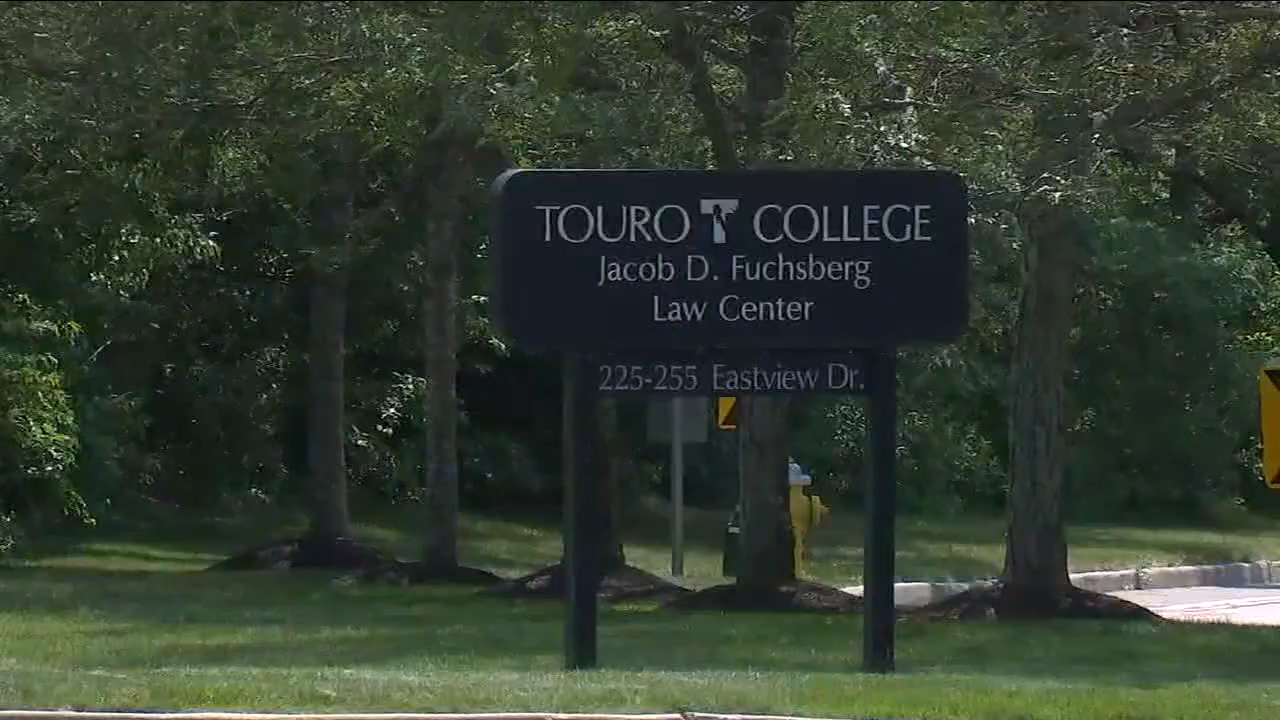 TOURO COLLEGE
Jacob D. Fuchsberg
Law Center
225-255 Eastview Dr.